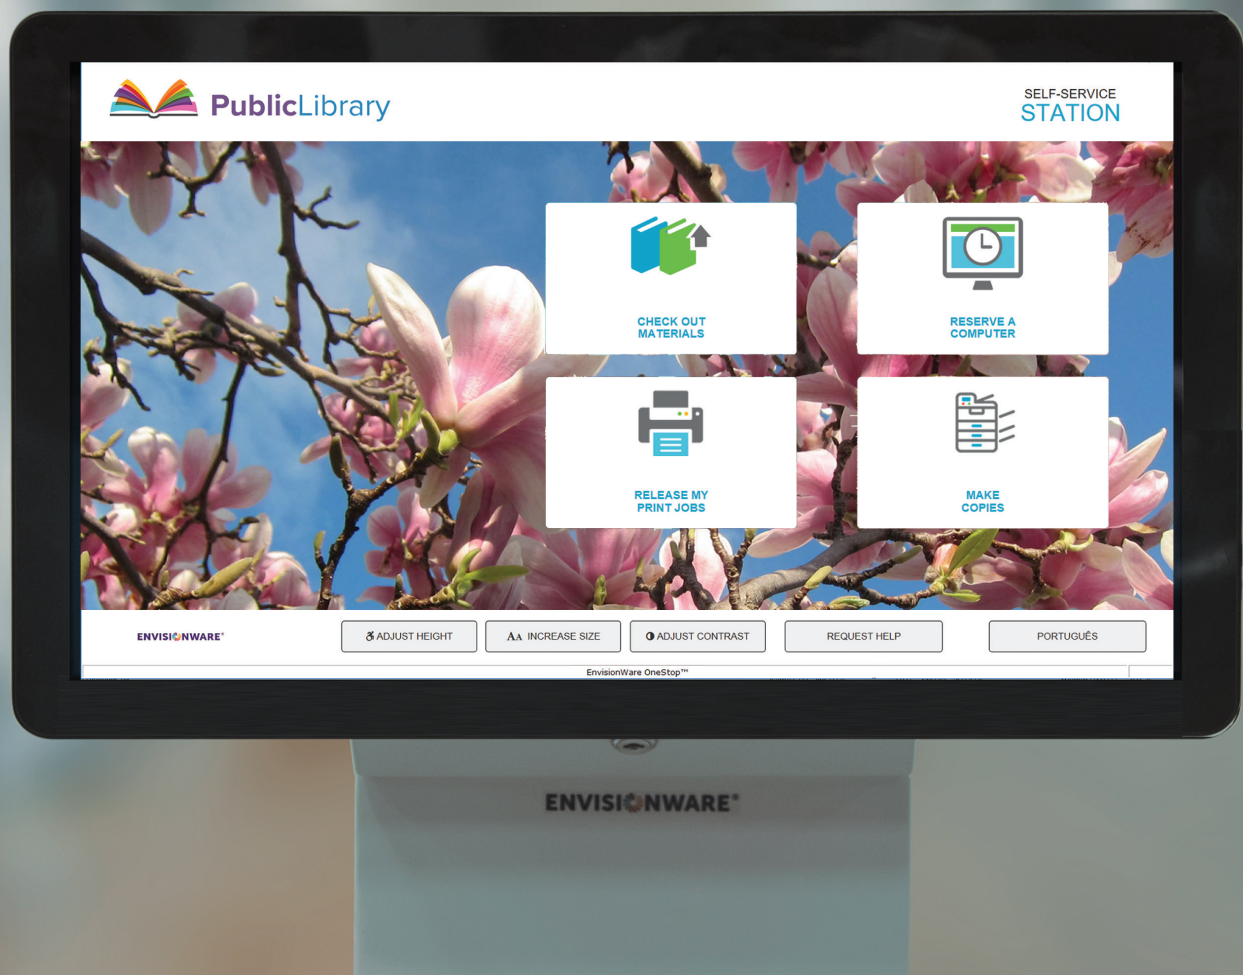 PublicLibrary
SELF-SERVICE
STATION
CHECK OUT
MATERIALS
RESERVE A
COMPUTER
RELEASE MY
PRINT JOBS
MAKE
COPIES
ENVISIONWARE®
ADJUST HEIGHT
AA INCREASE SIZE
ADJUST CONTRAST
REQUEST HELP
PORTUGUÊS
EnvisionWare OneStop™
ENVISIONWARE®